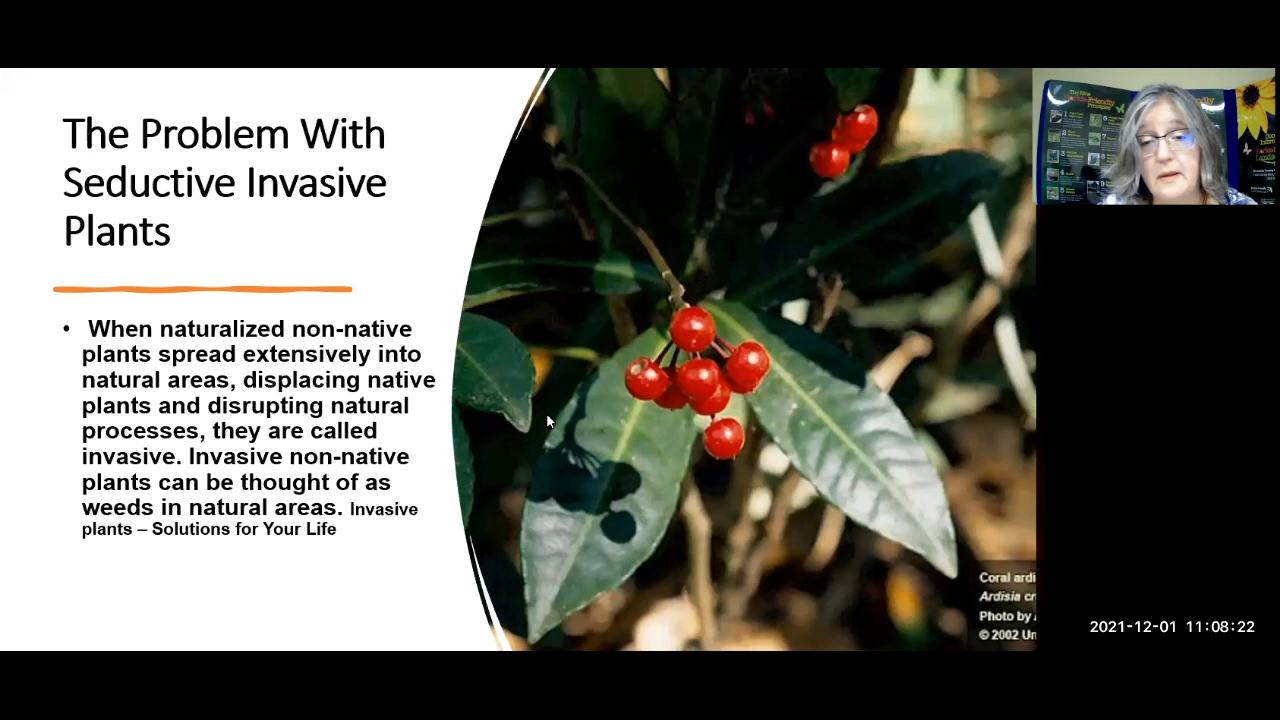 The Problem With
Seductive Invasive
Plants
• When naturalized non-native
plants spread extensively into
natural areas, displacing native
plants and disrupting natural
processes, they are called
invasive. Invasive non-native
plants can be thought of as
weeds in natural areas. Invasive
plants – Solutions for Your Life
Coral ardi
Ardisia cr
Photo by
© 2002 Un
2021-12-01 11:08:22